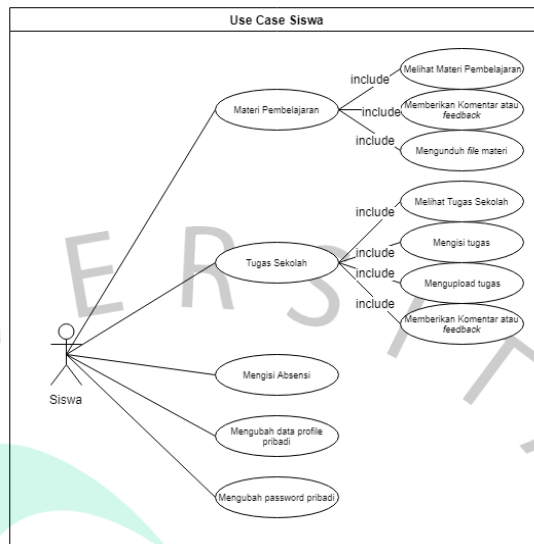 Use Case Siswa
include
Melihat Materi Pembelajaran
Materi Pembelajaran
include
Memberikan Komentar atau
feedback
include
Mengunduh file materi
Tugas Sekolah
include
Melihat Tugas Sekolah
include
Mengisi tugas
include
Mengupload tugas
include
Memberikan Komentar atau
feedback
Siswa
Mengisi Absensi
Mengubah data profile
pribadi
Mengubah password pribadi
E R S I T